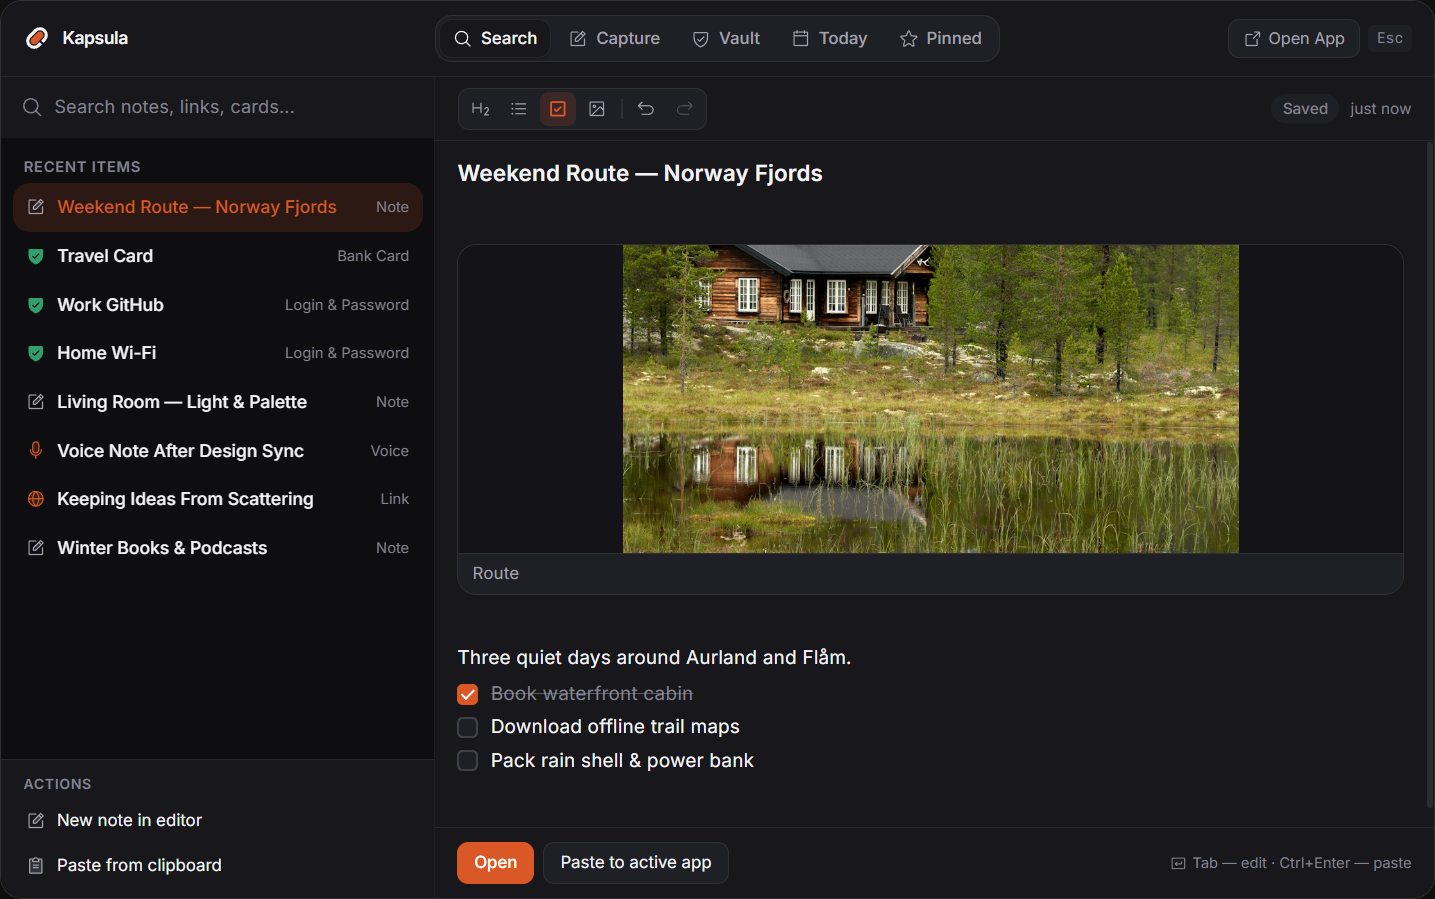 Kapsula
Search
Capture
Vault
Today
Pinned
Open App
Esc
Search notes, links, cards...
RECENT ITEMS
Weekend Route — Norway Fjords Note
Travel Card Bank Card
Work GitHub Login & Password
Home Wi-Fi Login & Password
Living Room — Light & Palette Note
Voice Note After Design Sync Voice
Keeping Ideas From Scattering Link
Winter Books & Podcasts Note
ACTIONS
New note in editor
Paste from clipboard
H2
Saved just now
Weekend Route — Norway Fjords
Route
Three quiet days around Aurland and Flåm.
Book waterfront cabin
Download offline trail maps
Pack rain shell & power bank
Open
Paste to active app
Tab — edit · Ctrl+Enter — paste